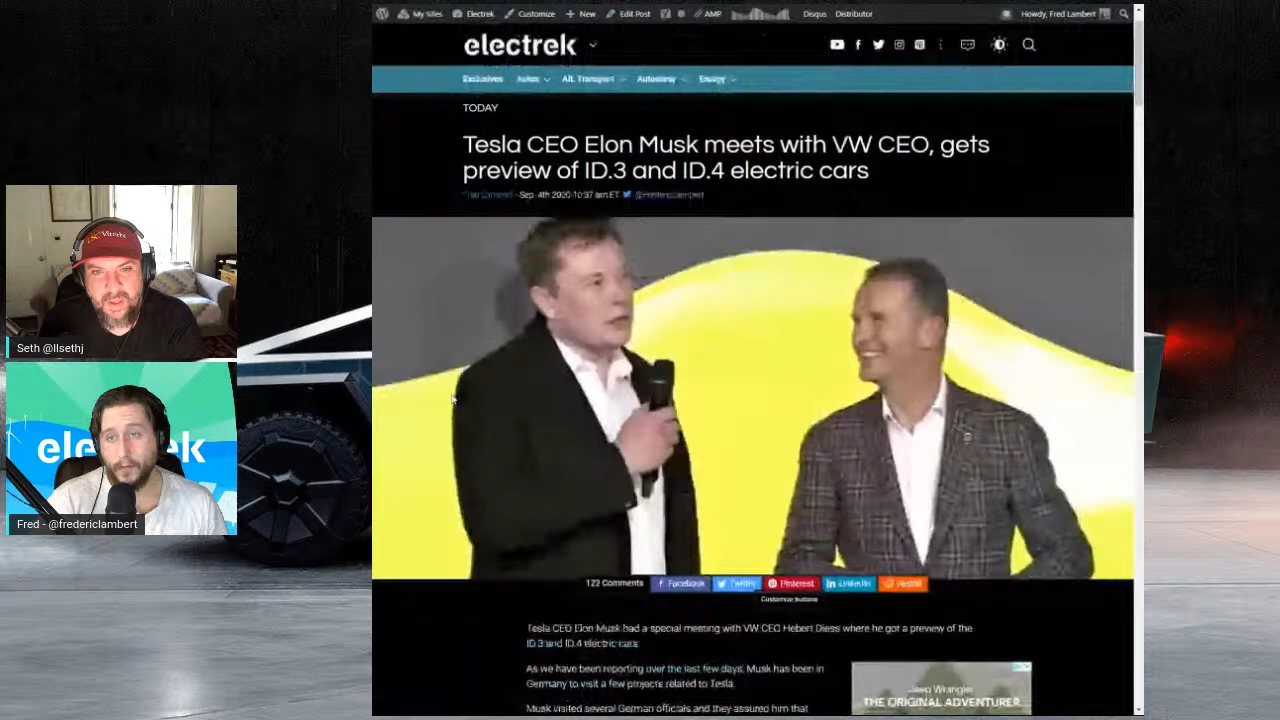 My Sites Electrek Customize New Edit Post AMP Disqus Distributor Howdy, Fred Lambert
electrek
Exclusives Autos Alt. Transport Autonomy Energy
TODAY
Tesla CEO Elon Musk meets with VW CEO, gets
preview of ID.3 and ID.4 electric cars
- Sep. 4th 2020 10:37 am ET @FredericLambert
Seth @llsethj
electrek
Fred - @fredericlambert
122 Comments Facebook Twitter Pinterest LinkedIn Reddit
Customize buttons
Tesla CEO Elon Musk had a special meeting with VW CEO Hebert Diess where he got a preview of the
ID.3 and ID.4 electric cars.
As we have been reporting over the last few days, Musk has been in
Germany to visit a few projects related to Tesla.
Musk visited several German officials and they assured him that
Jeep Wrangler
THE ORIGINAL ADVENTURER